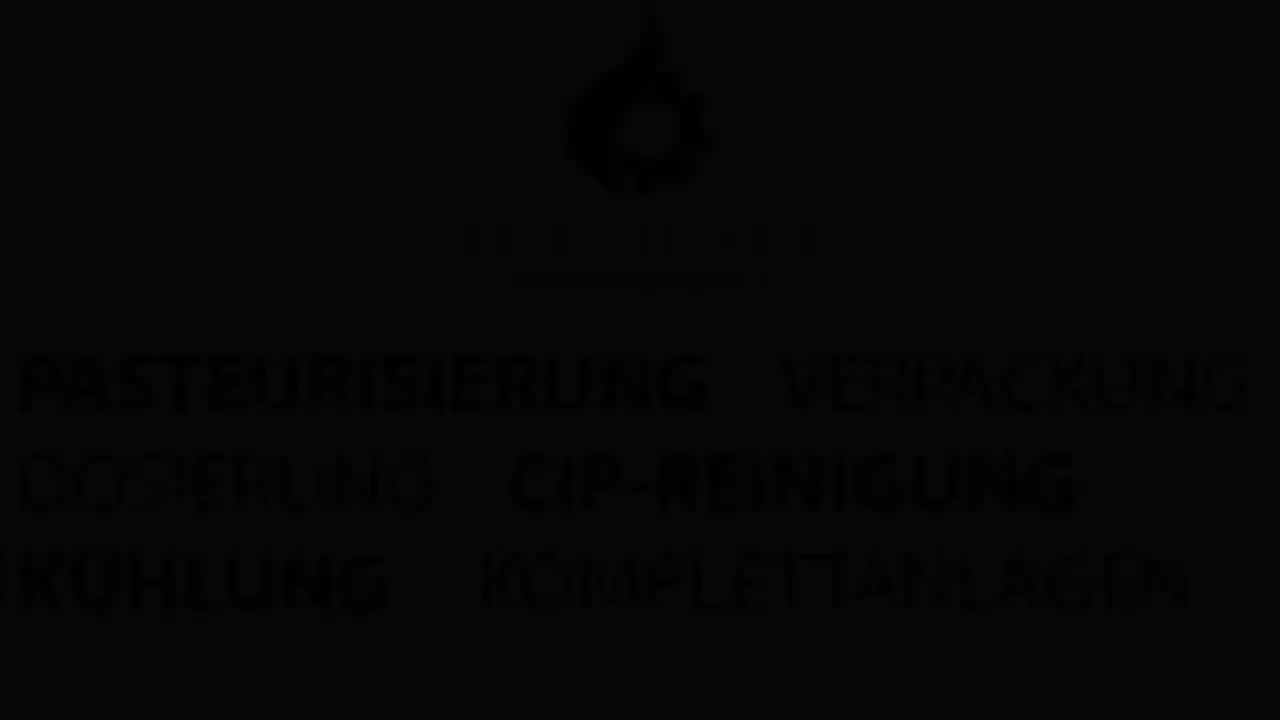 PASTEURISIERUNG VERPACKUNG
DOSIERUNG CIP-REINIGUNG
KÜHLUNG KOMPLETTANLAGEN